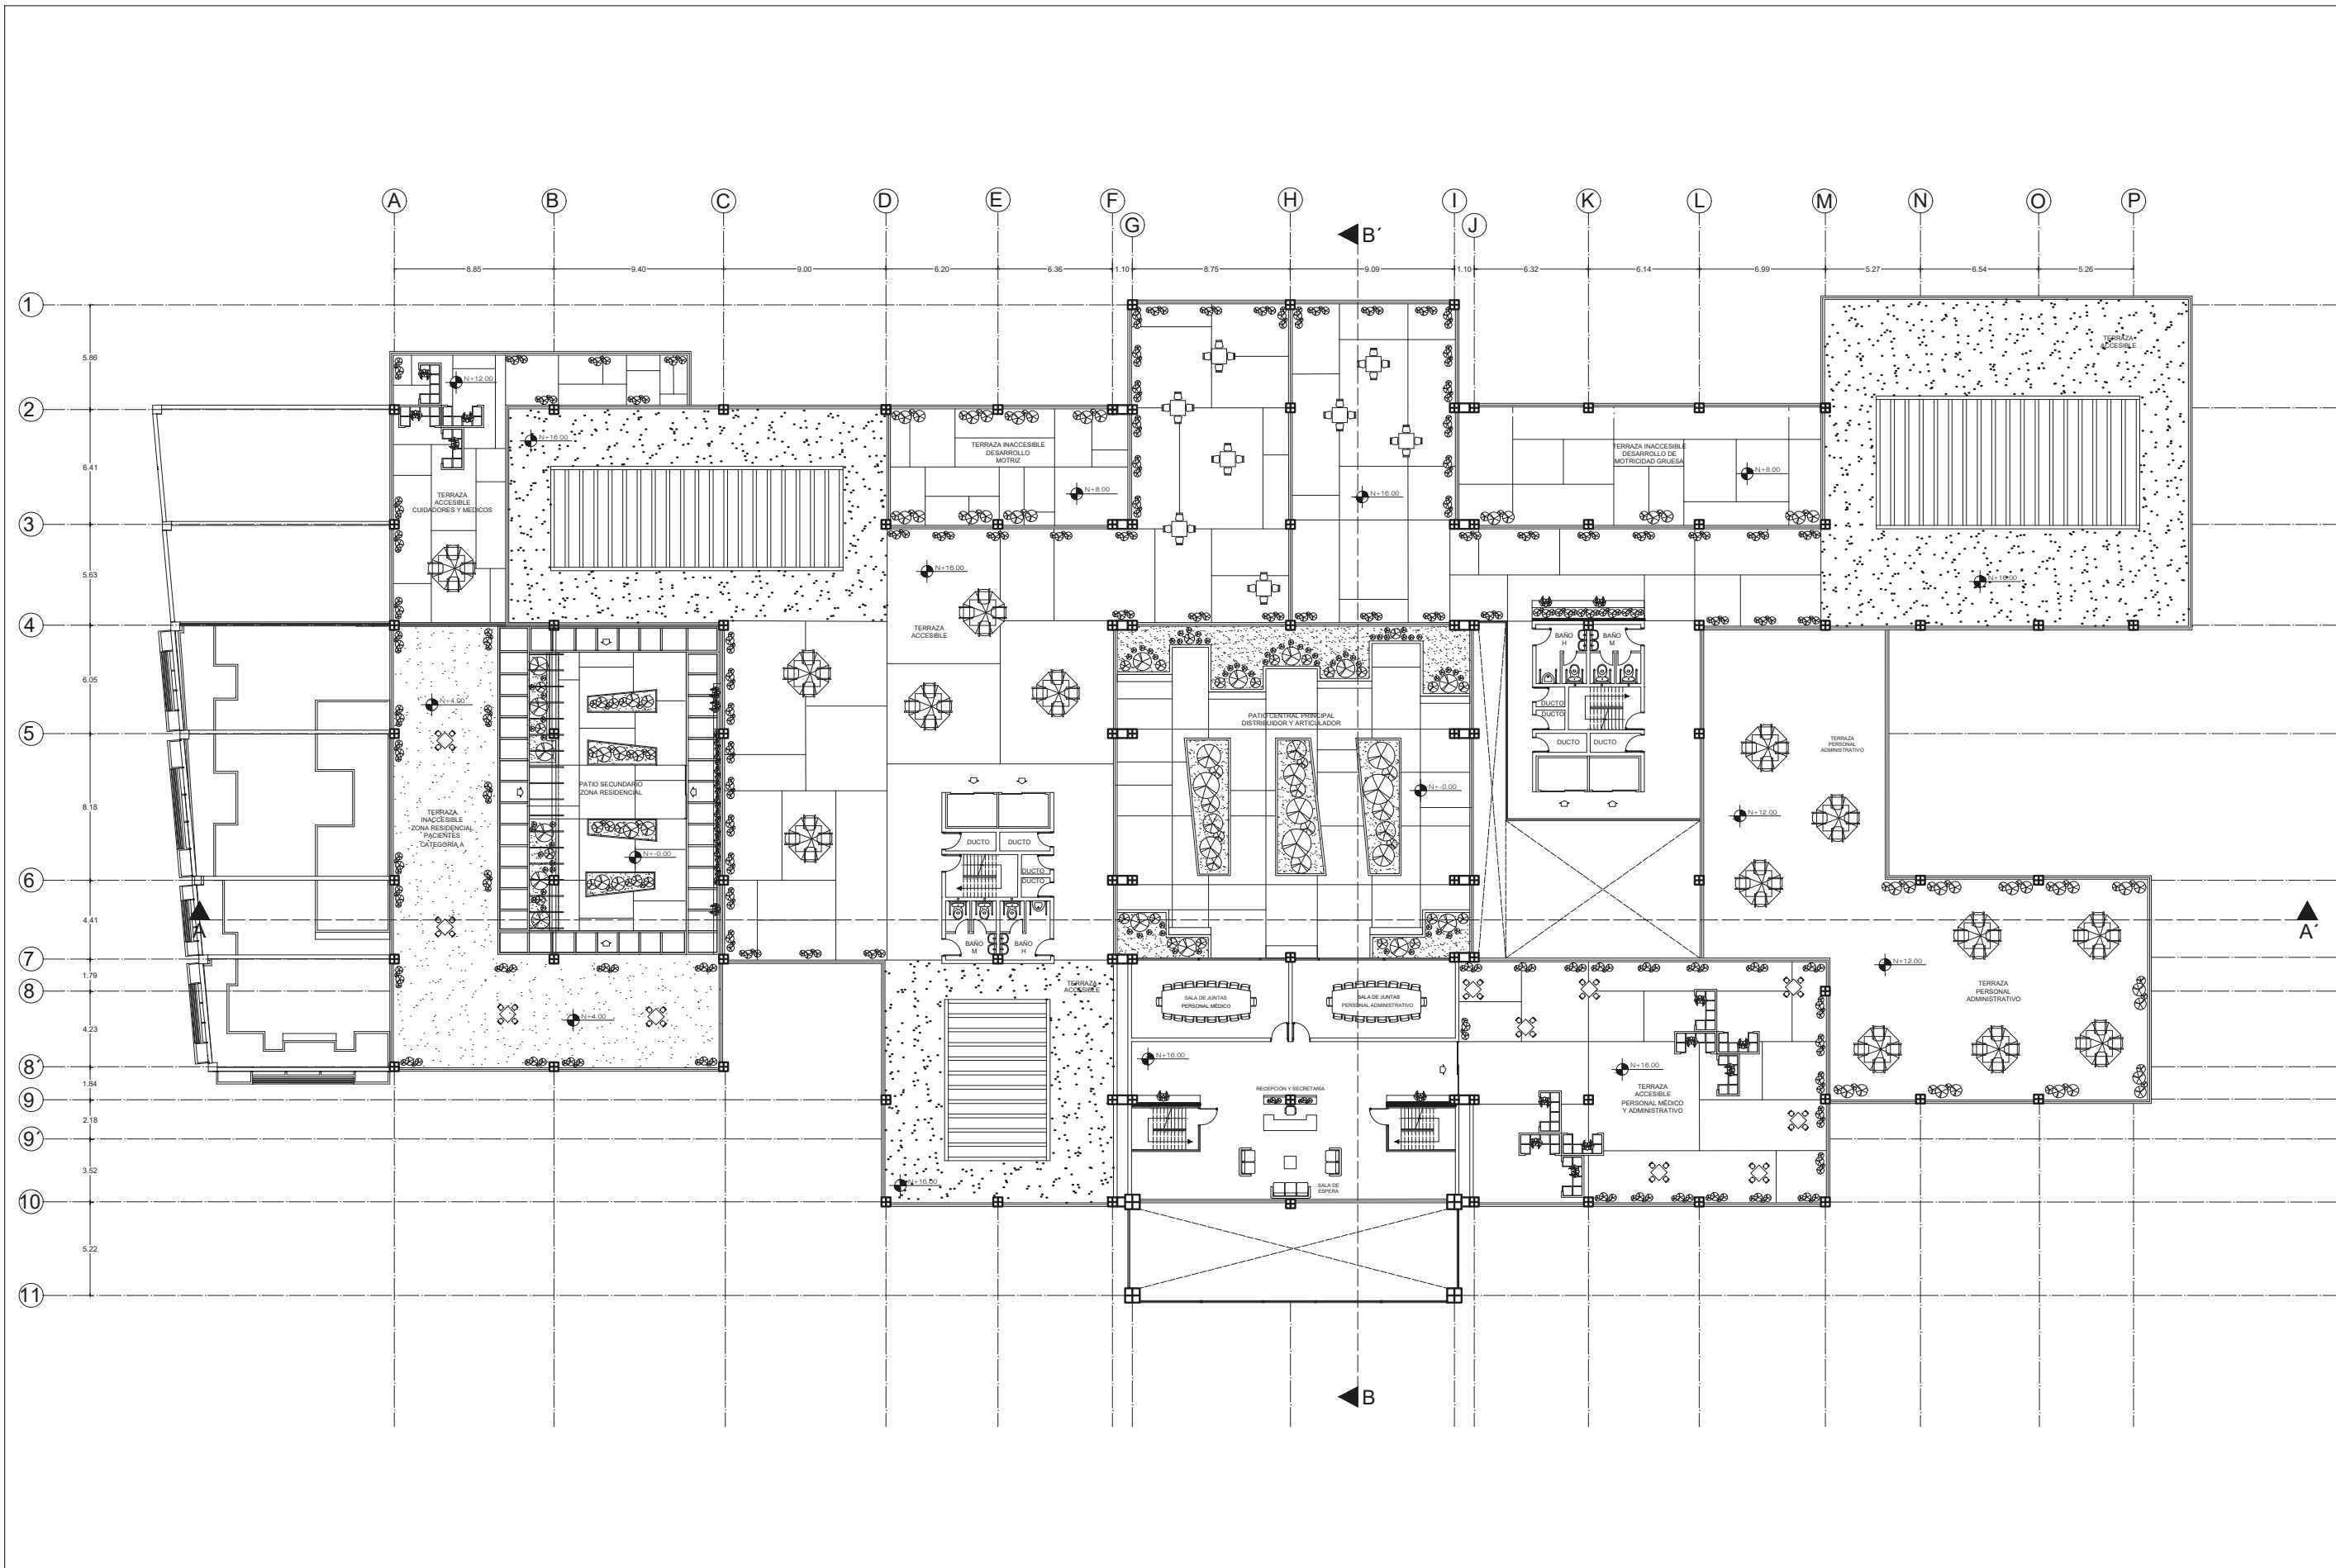 A
B
C
D
E
F
G
H
I
J
K
L
M
N
O
P
B´
8.85
9.40
9.00
6.20
6.36
1.10
8.75
9.09
1.10
6.32
6.14
6.99
5.27
6.54
5.26
1
5.86
2
6.41
3
5.63
4
6.05
5
8.18
6
4.41
7
1.79
8
4.23
8´
1.84
9
2.18
9´
3.52
10
5.22
11
TERRAZA
ACCESIBLE
N+12.00
N+16.00
TERRAZA INACCESIBLE
DESARROLLO
MOTRIZ
N+8.00
N+16.00
TERRAZA INACCESIBLE
DESARROLLO DE
MOTRICIDAD GRUESA
N+8.00
TERRAZA
ACCESIBLE
CUIDADORES Y MEDICOS
N+16.00
N+16.00
TERRAZA
ACCESIBLE
BAÑO
H
BAÑO
M
DUCTO
DUCTO
DUCTO
DUCTO
N+4.00
PATIO CENTRAL PRINCIPAL
DISTRIBUIDOR Y ARTICULADOR
TERRAZA
PERSONAL
ADMINISTRATIVO
PATIO SECUNDARIO
ZONA RESIDENCIAL
N+-0.00
N+12.00
TERRAZA
INACCESIBLE
ZONA RESIDENCIAL
PACIENTES
CATEGORÍA A
N+-0.00
DUCTO
DUCTO
DUCTO
DUCTO
BAÑO
M
BAÑO
H
A
A´
N+12.00
TERRAZA
PERSONAL
ADMINISTRATIVO
TERRAZA
ACCESIBLE
SALA DE JUNTAS
PERSONAL MÉDICO
SALA DE JUNTAS
PERSONAL ADMINISTRATIVO
N+4.00
N+16.00
N+16.00
RECEPCIÓN Y SECRETARÍA
TERRAZA
ACCESIBLE
PERSONAL MÉDICO
Y ADMINISTRATIVO
N+16.00
SALA DE
ESPERA
B